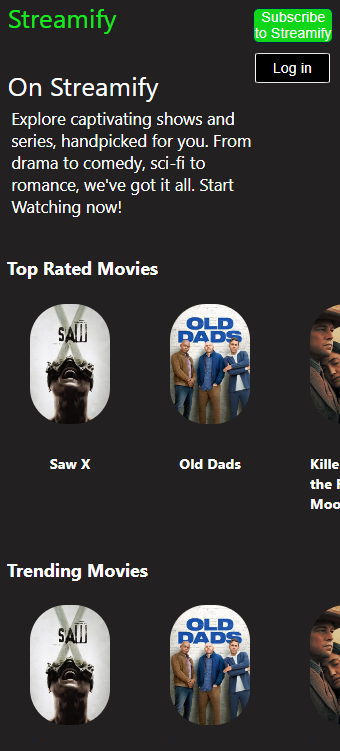 Streamify
Subscribe
to Streamify
Log in
On Streamify
Explore captivating shows and
series, handpicked for you. From
drama to comedy, sci-fi to
romance, we've got it all. Start
Watching now!
Top Rated Movies
SAW
OLD
DADS
Saw X
Old Dads
Kille
the F
Moo
Trending Movies
SAW
OLD
DADS